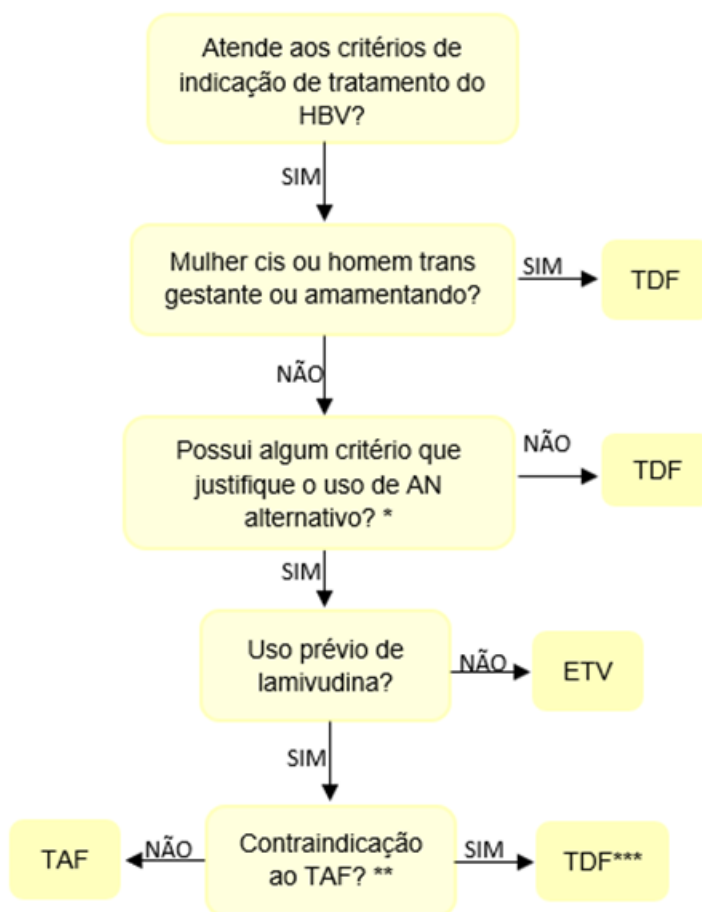 Atende aos critérios de
indicação de tratamento do
HBV?
SIM
Mulher cis ou homem trans
gestante ou amamentando?
SIM
TDF
NÃO
Possui algum critério que
justifique o uso de AN
alternativo? *
NÃO
TDF
SIM
Uso prévio de
lamivudina?
NÃO
ETV
SIM
TAF
NÃO
Contraindicação
ao TAF? **
SIM
TDF***